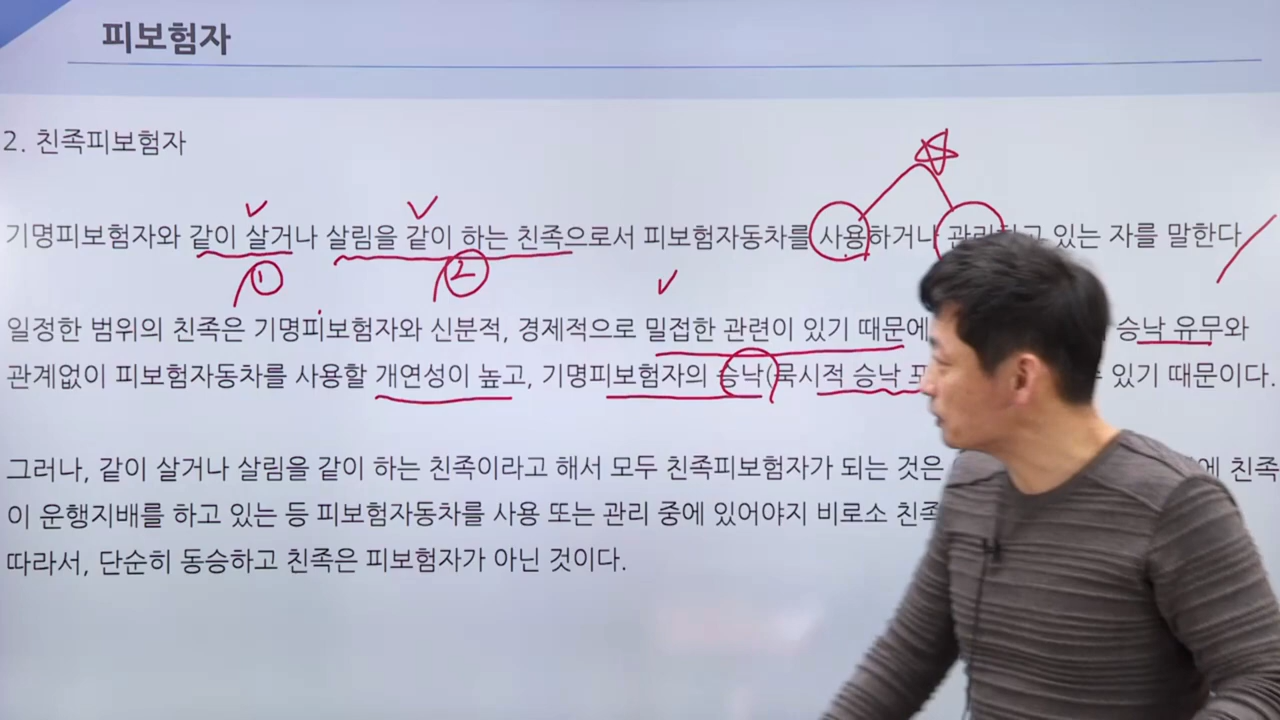 피보험자
2. 친족피보험자
기명피보험자와 같이 살거나 살림을 같이 하는 친족으로서 피보험자동차를 사용하거나 관리하고 있는 자를 말한다
① ②
일정한 범위의 친족은 기명피보험자와 신분적, 경제적으로 밀접한 관련이 있기 때문에 승낙 유무와
관계없이 피보험자동차를 사용할 개연성이 높고, 기명피보험자의 승낙(묵시적 승낙 있기 때문이다.
그러나, 같이 살거나 살림을 같이 하는 친족이라고 해서 모두 친족피보험자가 되는 것은 친족
이 운행지배를 하고 있는 등 피보험자동차를 사용 또는 관리 중에 있어야지 비로소 친족
따라서, 단순히 동승하고 친족은 피보험자가 아닌 것이다.